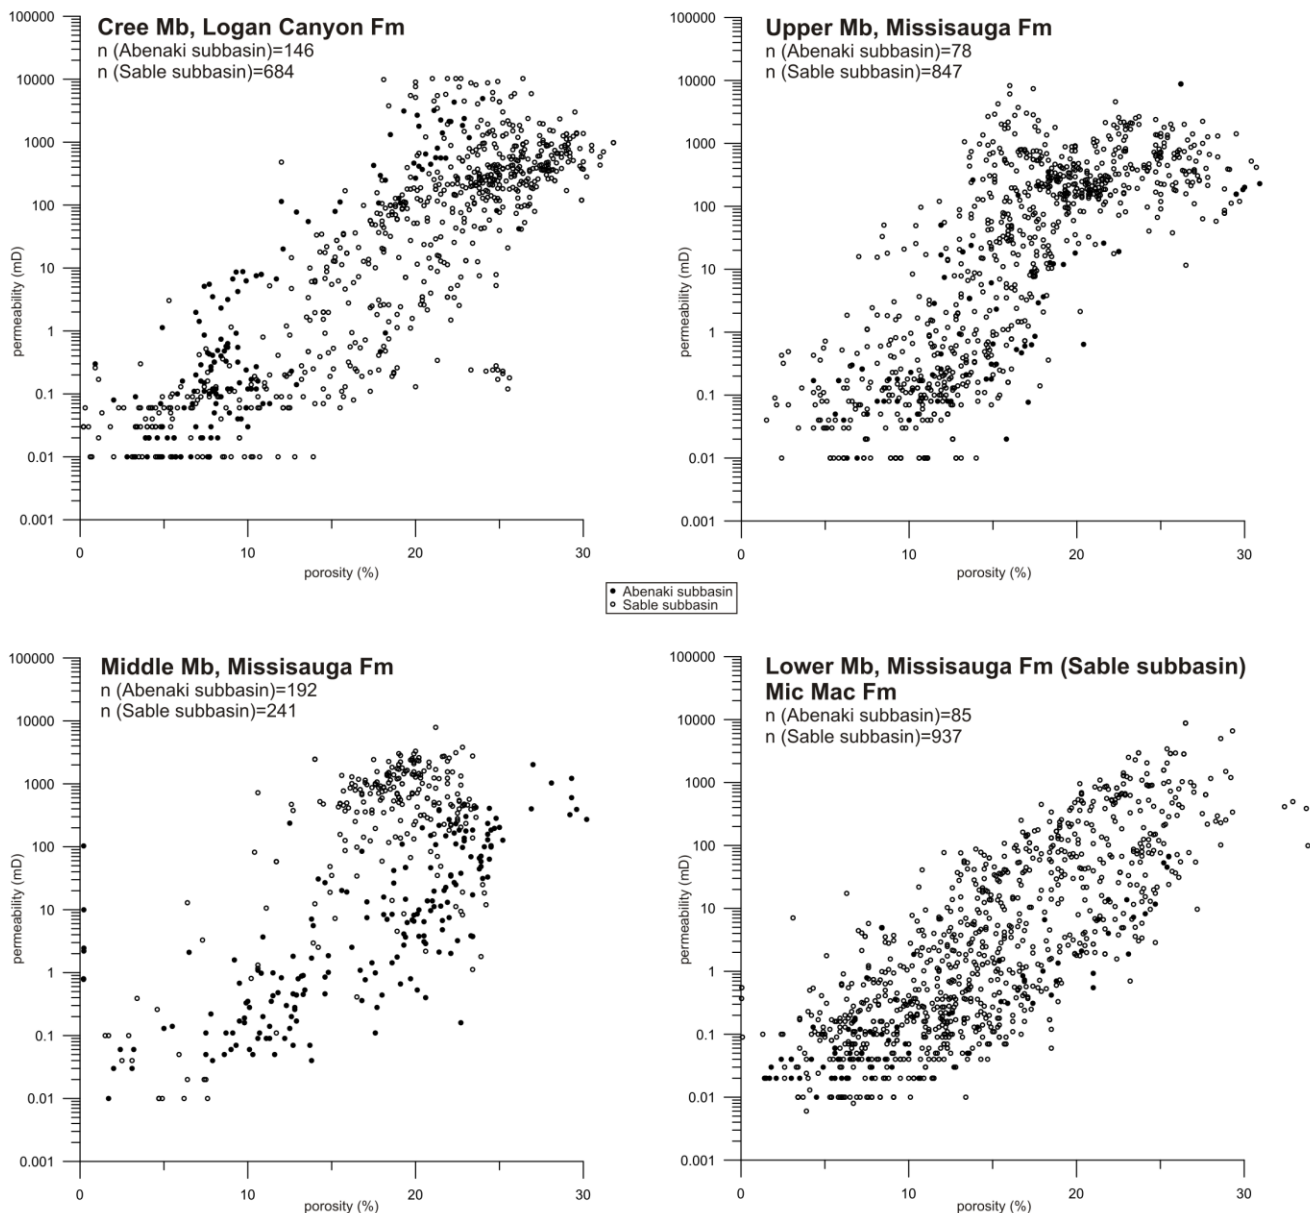 Cree Mb, Logan Canyon Fm
n (Abenaki subbasin)=146
n (Sable subbasin)=684
100000
10000
1000
100
10
1
0.1
0.01
0.001
permeability (mD)
0
10
20
30
porosity (%)
Upper Mb, Missisauga Fm
n (Abenaki subbasin)=78
n (Sable subbasin)=847
100000
10000
1000
100
10
1
0.1
0.01
0.001
permeability (mD)
0
10
20
30
porosity (%)
Abenaki subbasin
Sable subbasin
Middle Mb, Missisauga Fm
n (Abenaki subbasin)=192
n (Sable subbasin)=241
100000
10000
1000
100
10
1
0.1
0.01
0.001
permeability (mD)
0
10
20
30
porosity (%)
Lower Mb, Missisauga Fm (Sable subbasin)
Mic Mac Fm
n (Abenaki subbasin)=85
n (Sable subbasin)=937
100000
10000
1000
100
10
1
0.1
0.01
0.001
permeability (mD)
0
10
20
30
porosity (%)